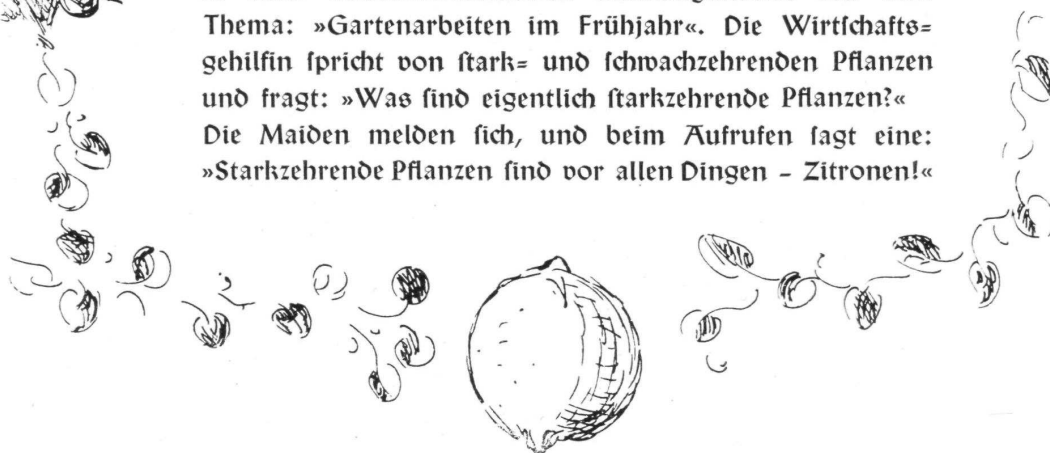 Thema: »Gartenarbeiten im Frühjahr«. Die Wirtſchafts=
gehilfin ſpricht von ſtark= und ſchwachzehrenden Pflanzen
und fragt: »Was ſind eigentlich ſtarkzehrende Pflanzen?«
Die Maiden melden ſich, und beim Aufrufen ſagt eine:
»Starkzehrende Pflanzen ſind vor allen Dingen – Zitronen!«